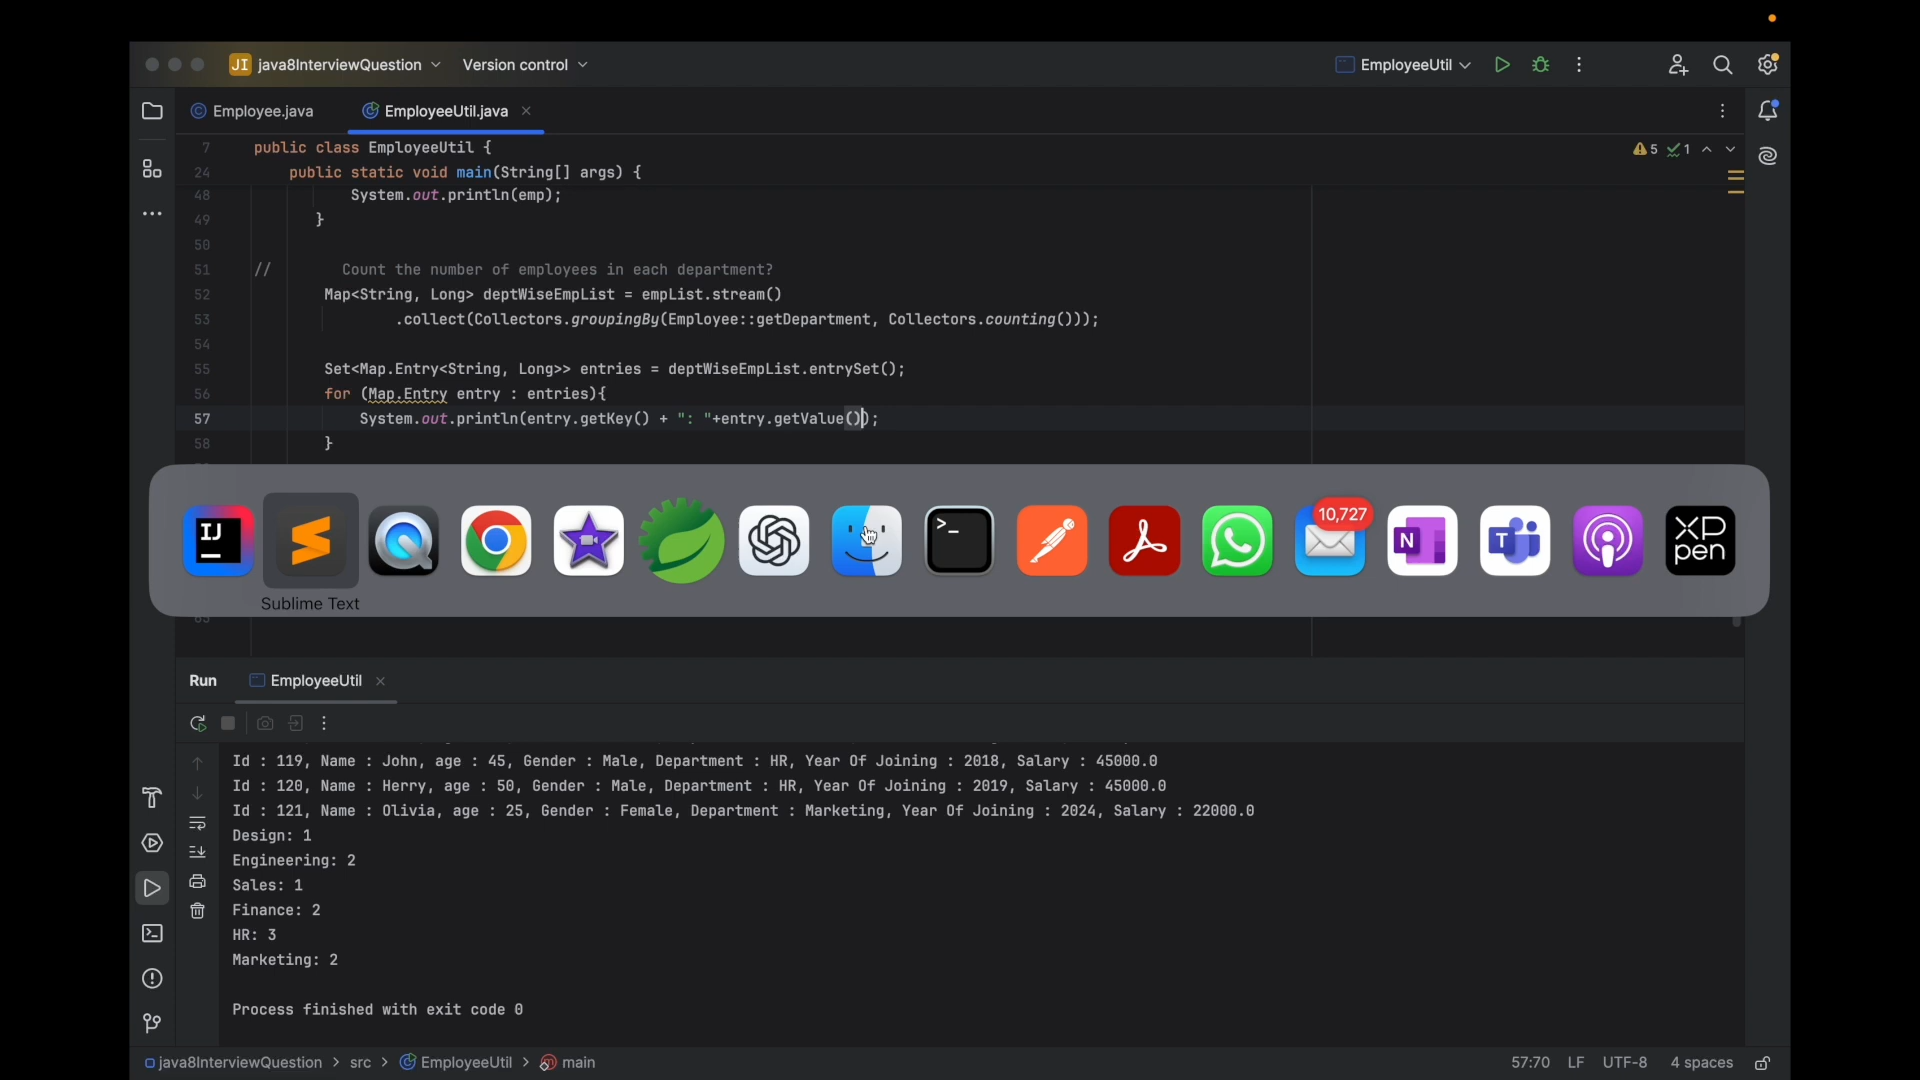 JI java8InterviewQuestion Version control EmployeeUtil
Employee.java EmployeeUtil.java
5 1
7 public class EmployeeUtil {
24 public static void main(String[] args) {
48 System.out.println(emp);
49 }
50
51 // Count the number of employees in each department?
52 Map<String, Long> deptWiseEmpList = empList.stream()
53 .collect(Collectors.groupingBy(Employee::getDepartment, Collectors.counting()));
54
55 Set<Map.Entry<String, Long>> entries = deptWiseEmpList.entrySet();
56 for (Map.Entry entry : entries){
57 System.out.println(entry.getKey() + ": "+entry.getValue());
58 }
10,727
IJ
>_
N
T
XP
pen
Sublime Text
Run EmployeeUtil
Id : 119, Name : John, age : 45, Gender : Male, Department : HR, Year Of Joining : 2018, Salary : 45000.0
Id : 120, Name : Herry, age : 50, Gender : Male, Department : HR, Year Of Joining : 2019, Salary : 45000.0
Id : 121, Name : Olivia, age : 25, Gender : Female, Department : Marketing, Year Of Joining : 2024, Salary : 22000.0
Design: 1
Engineering: 2
Sales: 1
Finance: 2
HR: 3
Marketing: 2
Process finished with exit code 0
java8InterviewQuestion > src > EmployeeUtil > main 57:70 LF UTF-8 4 spaces